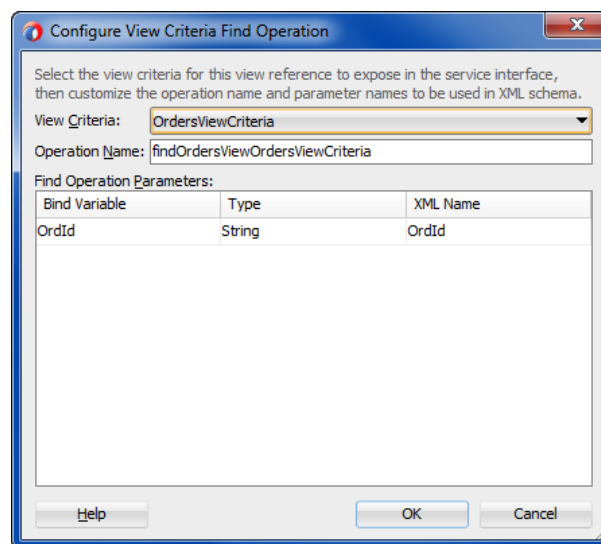 Configure View Criteria Find Operation
Select the view criteria for this view reference to expose in the service interface,
then customize the operation name and parameter names to be used in XML schema.
View Criteria: OrdersViewCriteria
Operation Name: findOrdersViewOrdersViewCriteria
Find Operation Parameters:
Bind Variable Type XML Name
OrdId String OrdId
Help OK Cancel